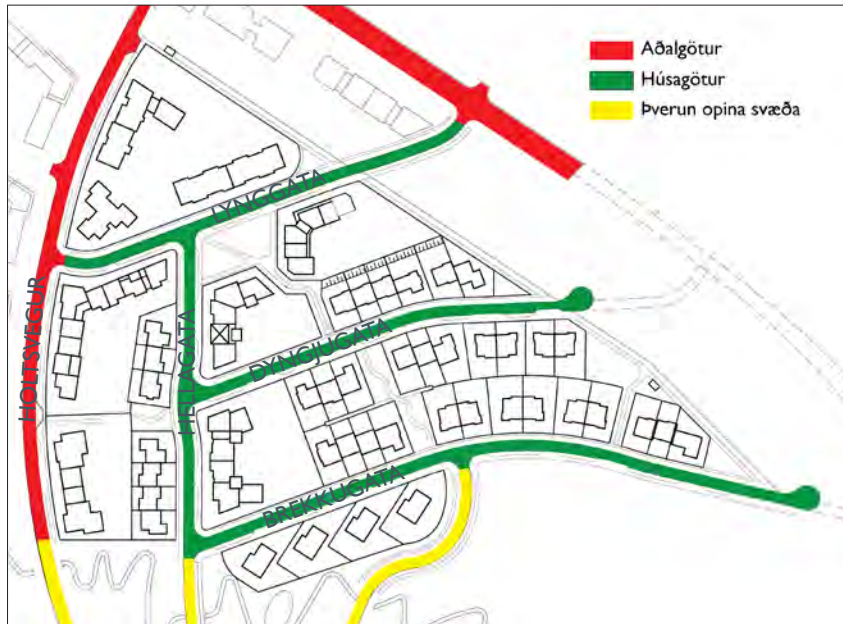 Aðalgötur
Húsagötur
Þverun opina svæða
LYNGGATA
HOLTSVEGUR
HELLAGATA
DYNGJUGATA
BREKKUGATA